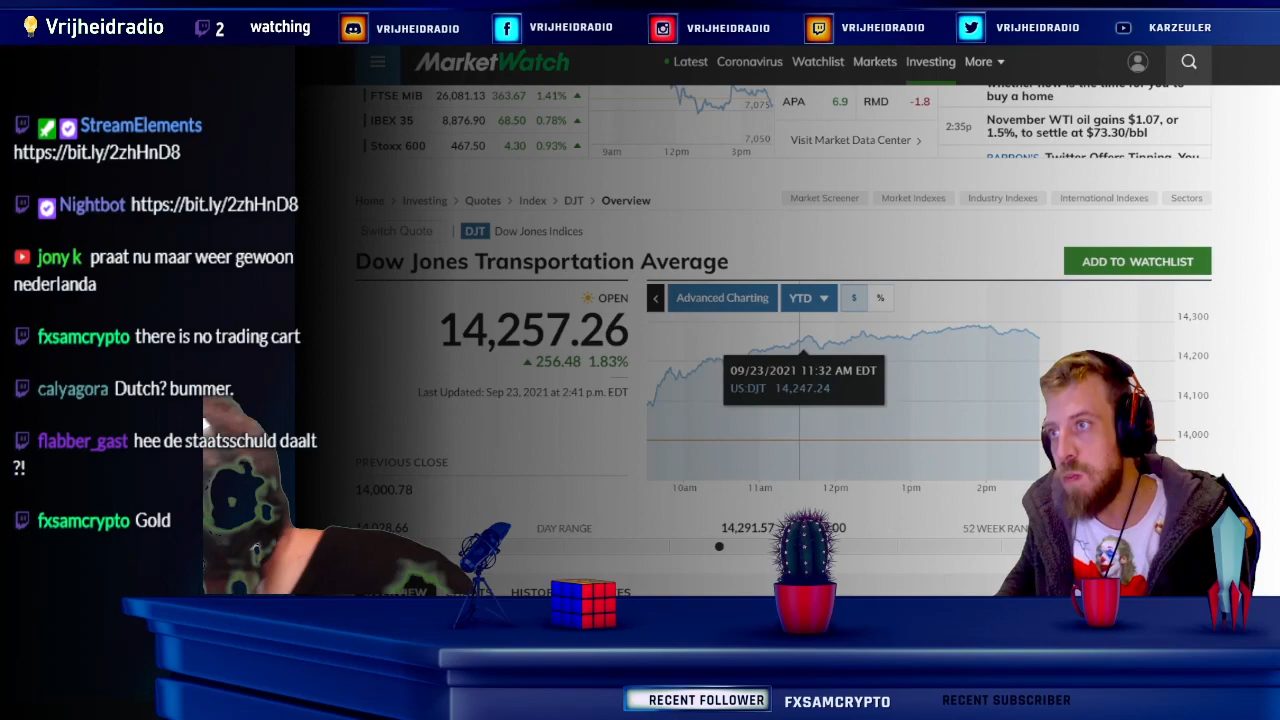 Vrijheidradio
2
watching
VRIJHEIDRADIO
VRIJHEIDRADIO
VRIJHEIDRADIO
VRIJHEIDRADIO
VRIJHEIDRADIO
KARZEULER
MarketWatch
Latest Coronavirus Watchlist Markets Investing More
FTSE MIB 26,081.13 363.67 1.41%
IBEX 35 8,876.90 68.50 0.78%
Stoxx 600 467.50 4.30 0.93%
7,075
7,050
9am 12pm 3pm
APA 6.9 RMD -1.8
Visit Market Data Center >
buy a home
2:35p
November WTI oil gains $1.07, or
1.5%, to settle at $73.30/bbl
BARRON'S Twitter Offers Tipping. You
StreamElements
https://bit.ly/2zhHnD8
Nightbot https://bit.ly/2zhHnD8
jony k praat nu maar weer gewoon
nederlanda
fxsamcrypto there is no trading cart
calyagora Dutch? bummer.
flabber_gast hee de staatsschuld daalt
?!
fxsamcrypto Gold
Home Investing Quotes Index DJT > Overview
Market Screener Market Indexes Industry Indexes International Indexes Sectors
Switch Quote | DJT Dow Jones Indices
Dow Jones Transportation Average
ADD TO WATCHLIST
OPEN
14,257.26
256.48 1.83%
Last Updated: Sep 23, 2021 at 2:41 p.m. EDT
PREVIOUS CLOSE
14,000.78
< Advanced Charting YTD $ %
09/23/2021 11:32 AM EDT
US:DJT 14,247.24
14,300
14,200
14,100
14,000
10am 11am 12pm 1pm 2pm
DAY RANGE
14,291.57
52 WEEK RAN
RECENT FOLLOWER
FXSAMCRYPTO
RECENT SUBSCRIBER